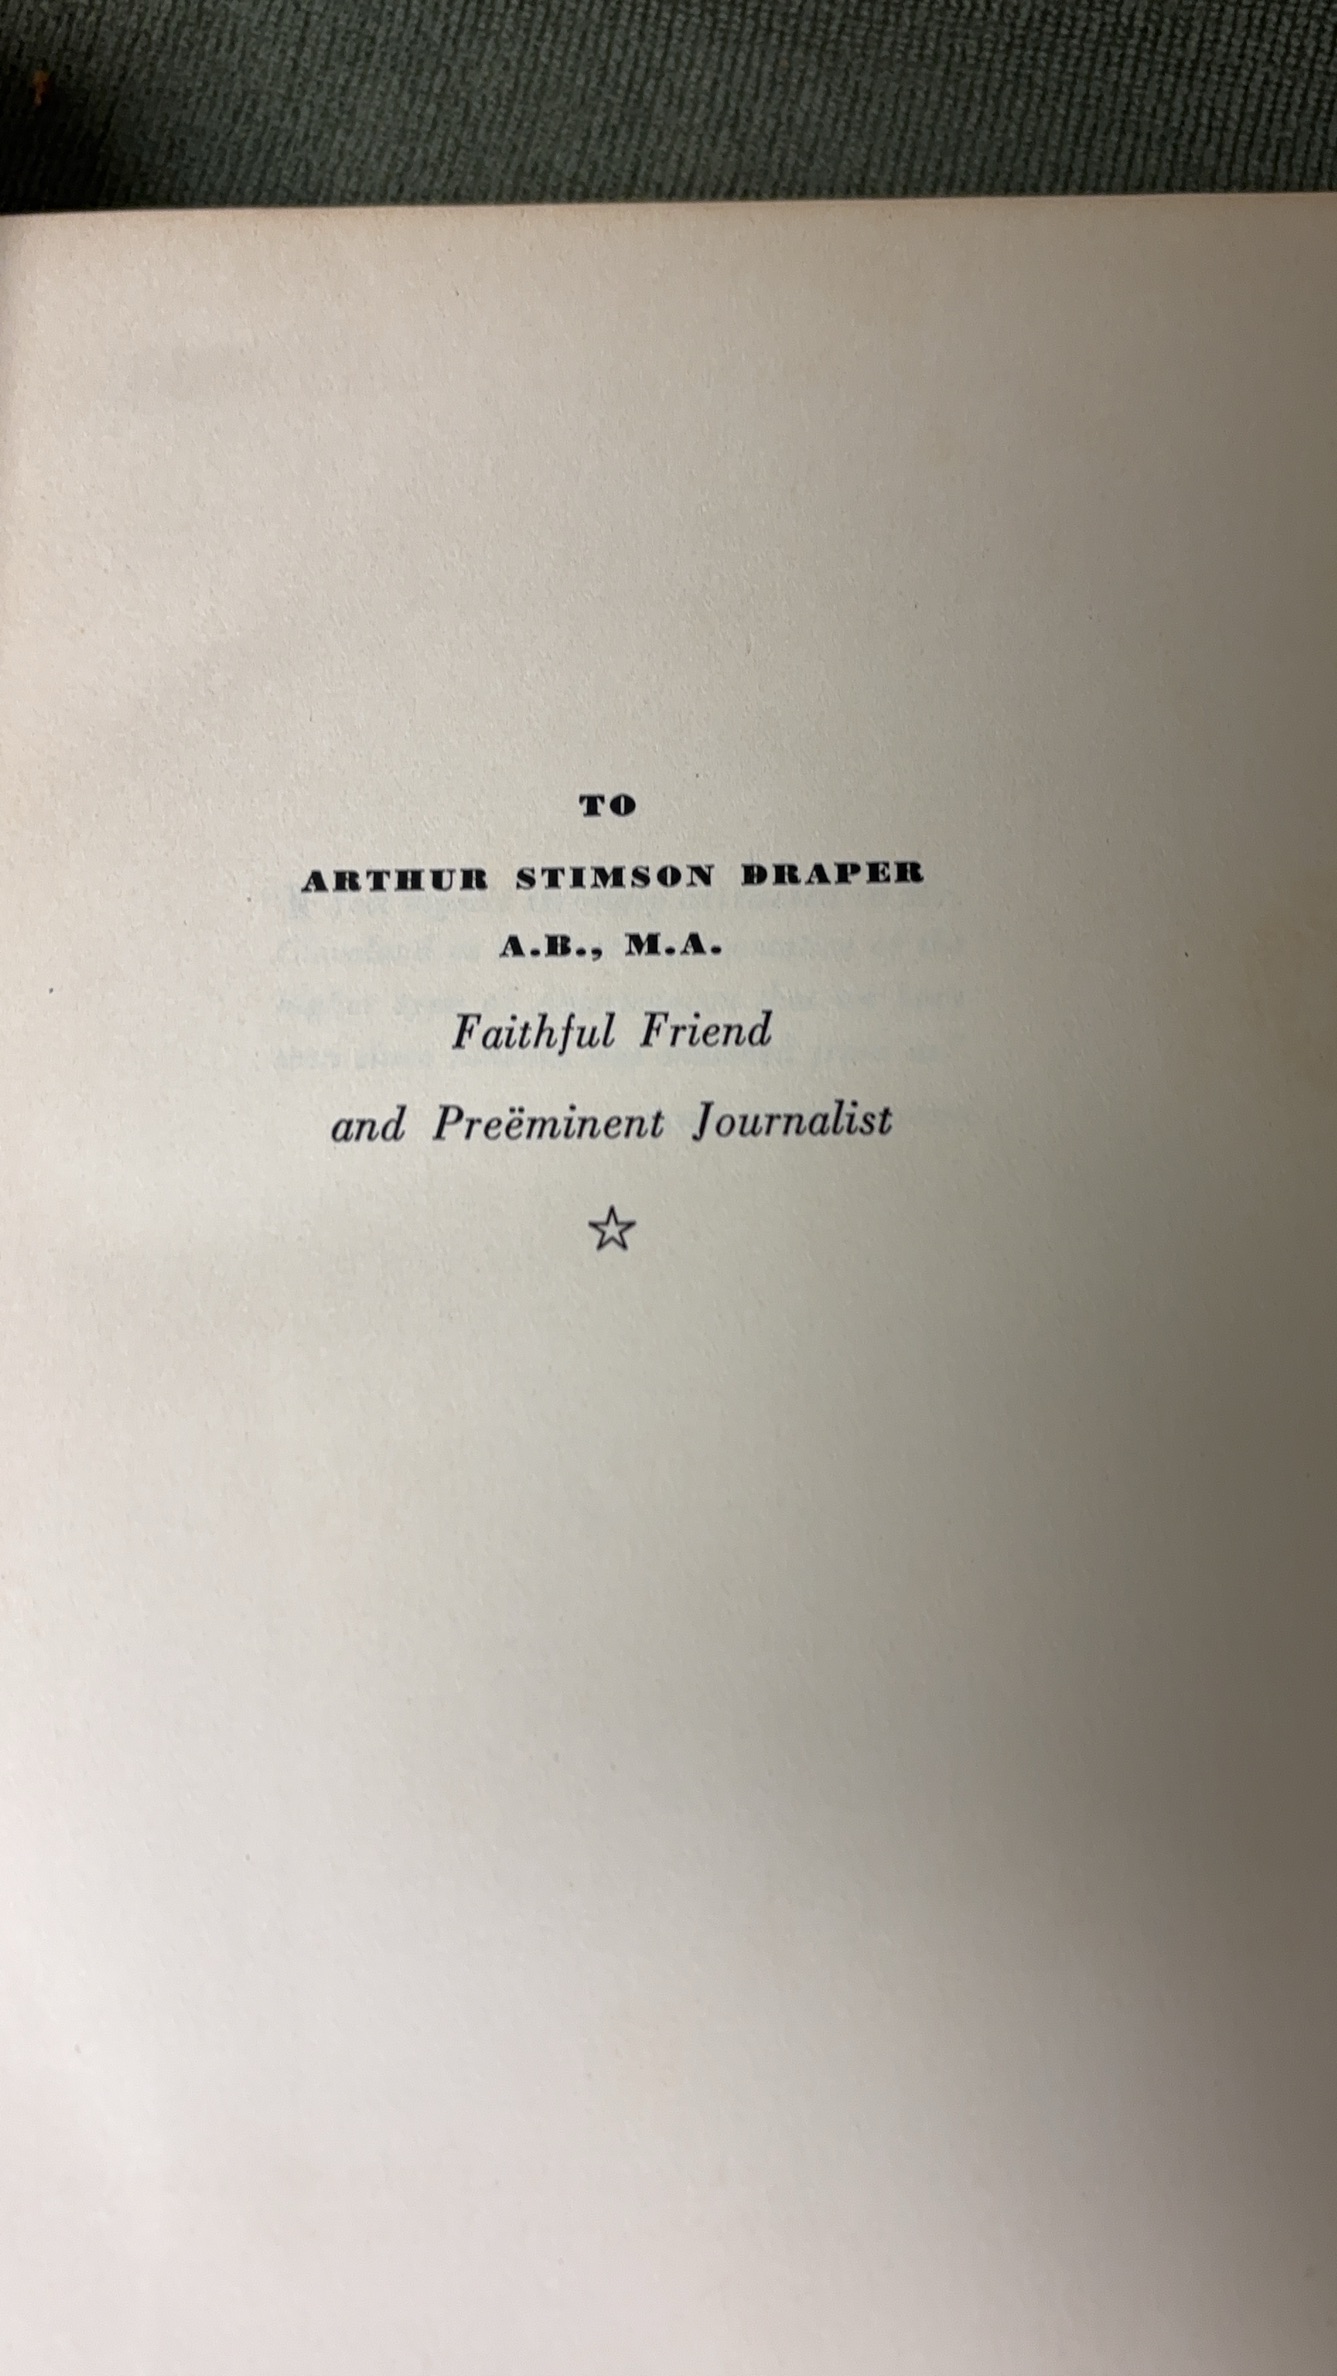 TO
ARTHUR STIMSON DRAPER
A.B., M.A.
Faithful Friend
and Preëminent Journalist